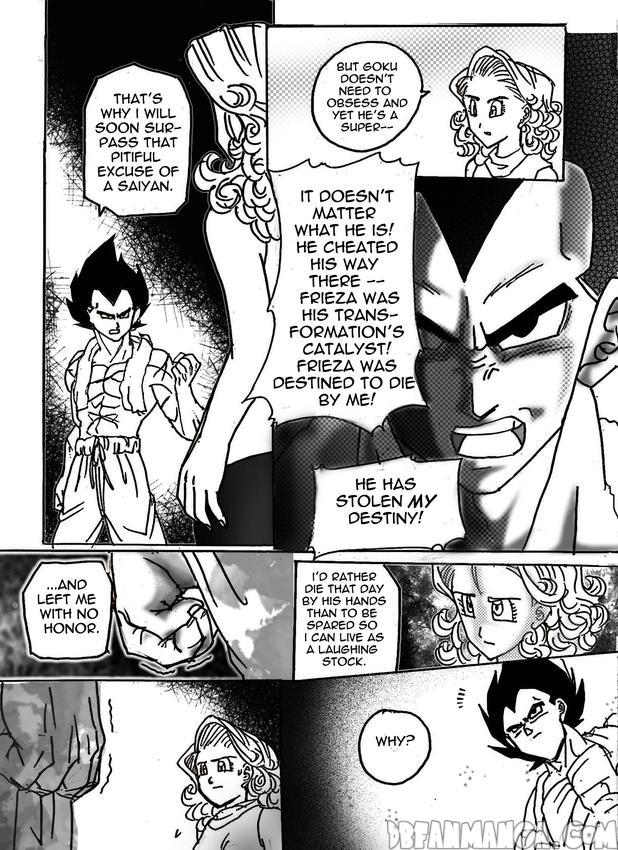 THAT'S
WHY I WILL
SOON SUR-
PASS THAT
PITIFUL
EXCUSE OF
A SAIYAN.
BUT GOKU
DOESN'T
NEED TO
OBSESS AND
YET HE'S A
SUPER--
IT DOESN'T
MATTER
WHAT HE IS!
HE CHEATED
HIS WAY
THERE --
FRIEZA WAS
HIS TRANS-
FORMATION'S
CATALYST!
FRIEZA WAS
DESTINED TO DIE
BY ME!
HE HAS
STOLEN MY
DESTINY!
...AND
LEFT ME
WITH NO
HONOR.
I'D RATHER
DIE THAT DAY
BY HIS HANDS
THAN TO BE
SPARED SO
I CAN LIVE AS
A LAUGHING
STOCK.
WHY?